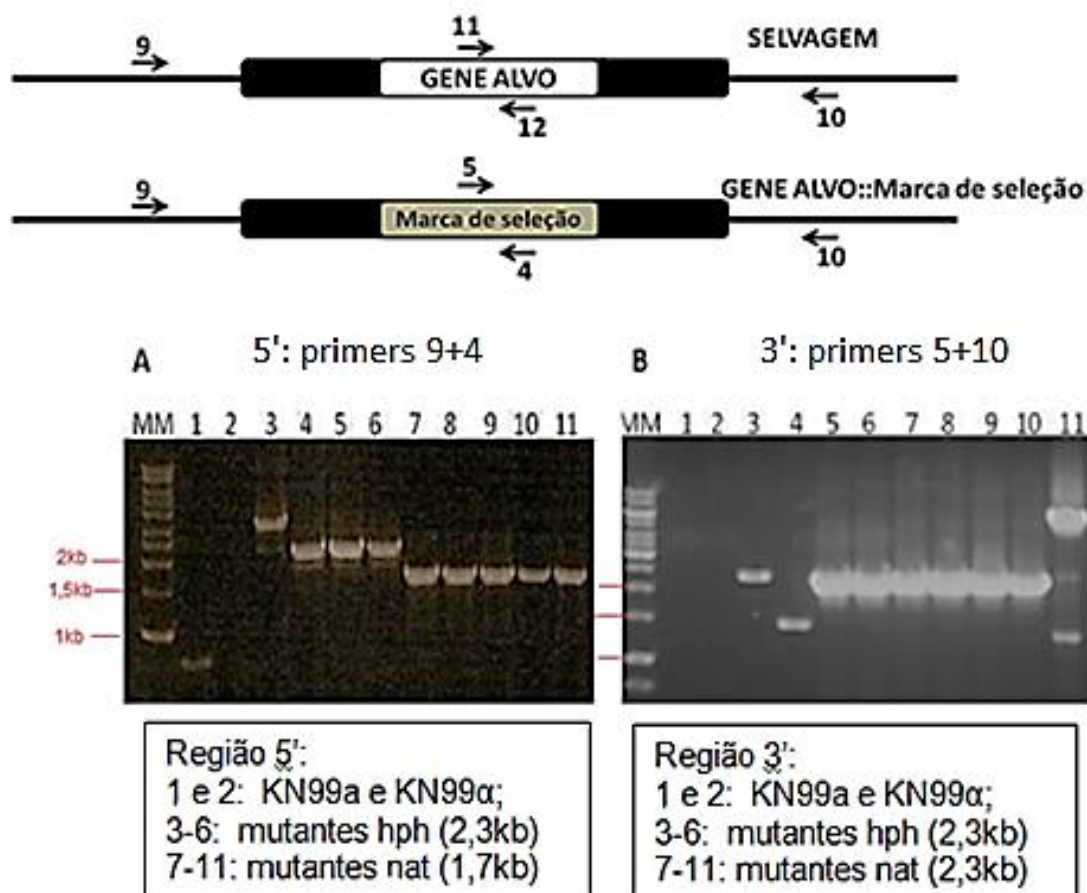 9
11
SELVAGEM
GENE ALVO
12
10
9
5
GENE ALVO::Marca de seleção
Marca de seleção
4
10
A 5': primers 9+4
MM 1 2 3 4 5 6 7 8 9 10 11
2kb
1,5kb
1kb
Região 5':
1 e 2: KN99a e KN99α;
3-6: mutantes hph (2,3kb)
7-11: mutantes nat (1,7kb)
B 3': primers 5+10
MM 1 2 3 4 5 6 7 8 9 10 11
Região 3':
1 e 2: KN99a e KN99α;
3-6: mutantes hph (2,3kb)
7-11: mutantes nat (2,3kb)